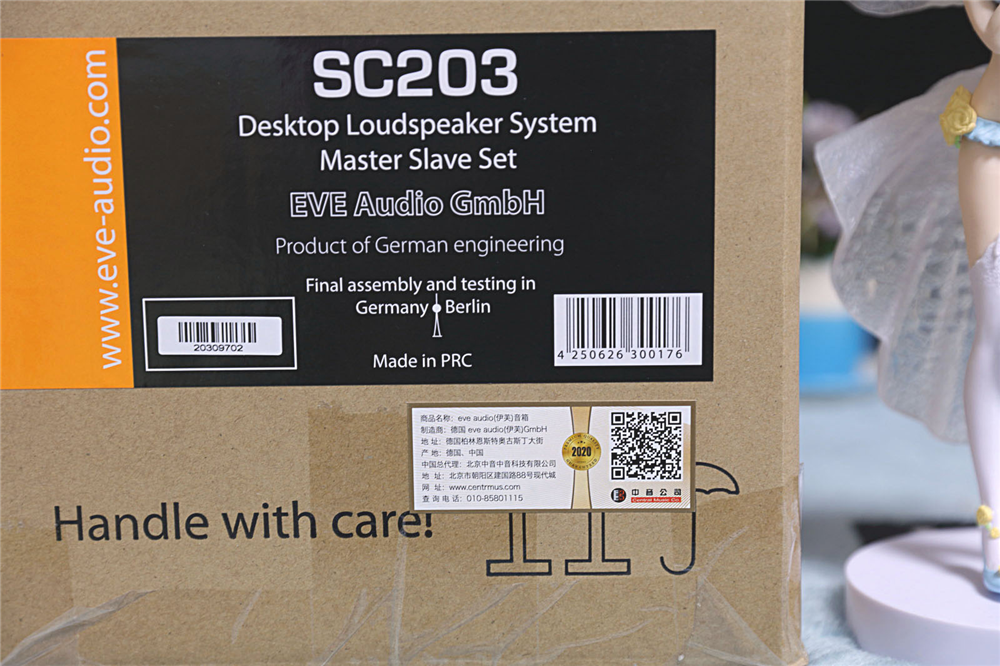 www.eve-audio.com
SC203
Desktop Loudspeaker System
Master Slave Set
EVE Audio GmbH
Product of German engineering
Final assembly and testing in
Germany Berlin
Made in PRC
20309702
4 250626 300176
商品名称: eve audio(伊芙)音箱
制造商: 德国 eve audio(伊芙)GmbH
地 址: 德国柏林恩斯特奥古斯丁大街
产 地: 德国、中国
中国总代理: 北京中音中音科技有限公司
地 址: 北京市朝阳区建国路88号现代城
网 址: www.centrmus.com
查询电话: 010-85801115
2020
中音公司
Central Music Co.
Handle with care!